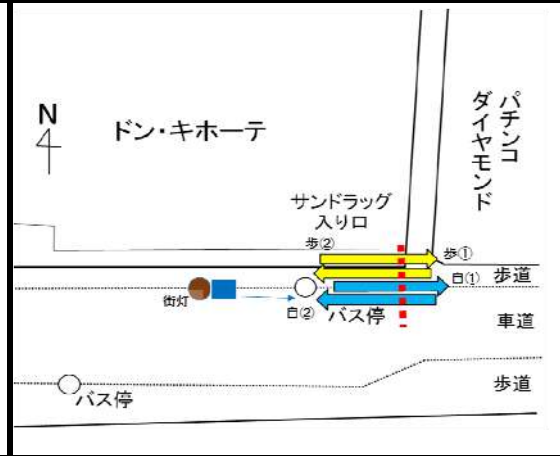 N
ドン・キホーテ
パチンコ
ダイヤモンド
サンドラッグ
入り口
歩②
歩①
自①
歩道
街灯
自②
バス停
車道
歩道
バス停